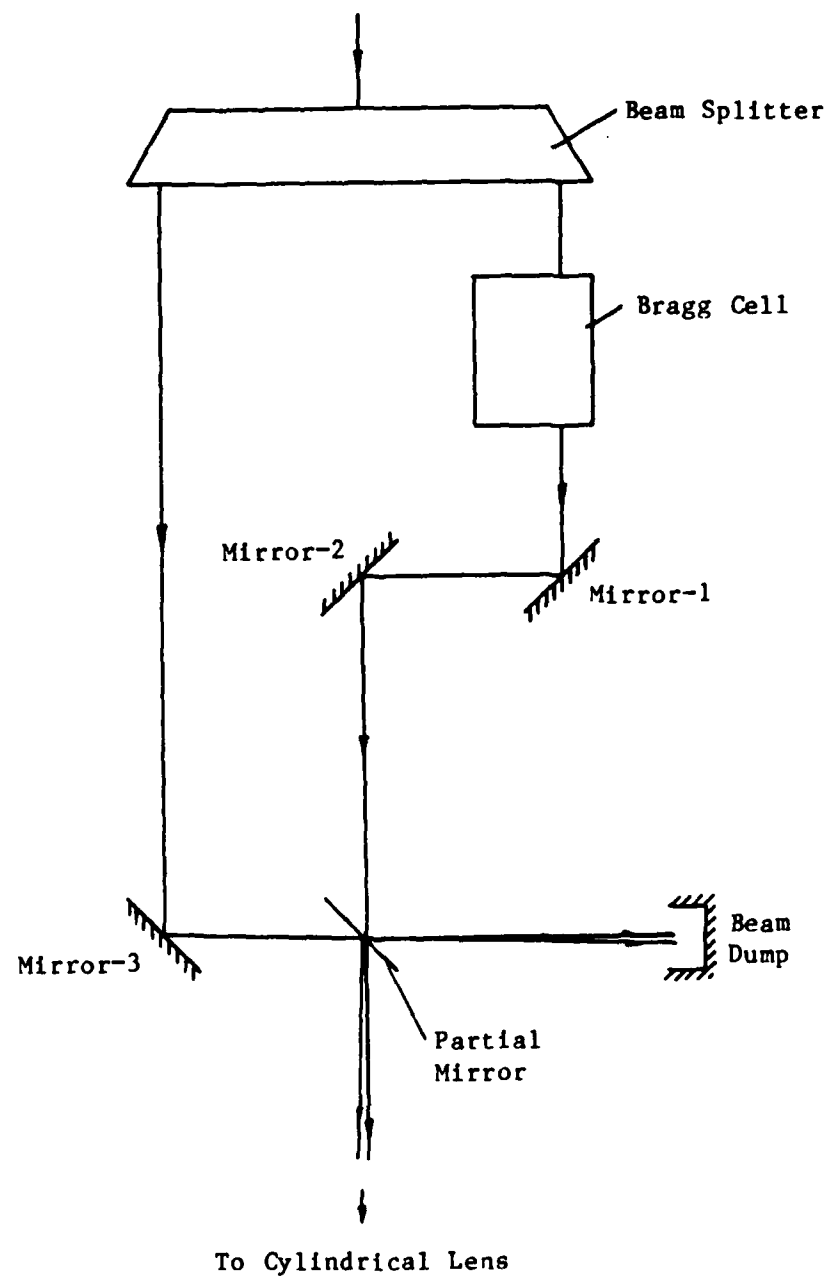 Beam Splitter
Bragg Cell
Mirror-2
Mirror-1
Mirror-3
Beam
Dump
Partial
Mirror
To Cylindrical Lens